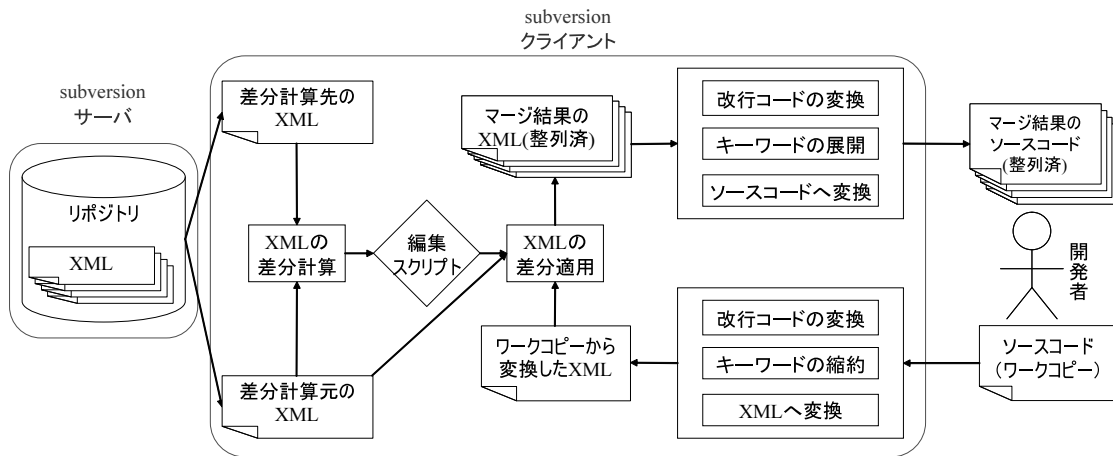 subversion
クライアント
subversion
サーバ
リポジトリ
XML
差分計算先の
XML
XMLの
差分計算
差分計算元の
XML
編集
スクリプト
マージ結果の
XML(整列済)
XMLの
差分適用
ワークコピーから
変換したXML
改行コードの変換
キーワードの展開
ソースコードへ変換
改行コードの変換
キーワードの縮約
XMLへ変換
マージ結果の
ソースコード
(整列済)
開発者
ソースコード
（ワークコピー）